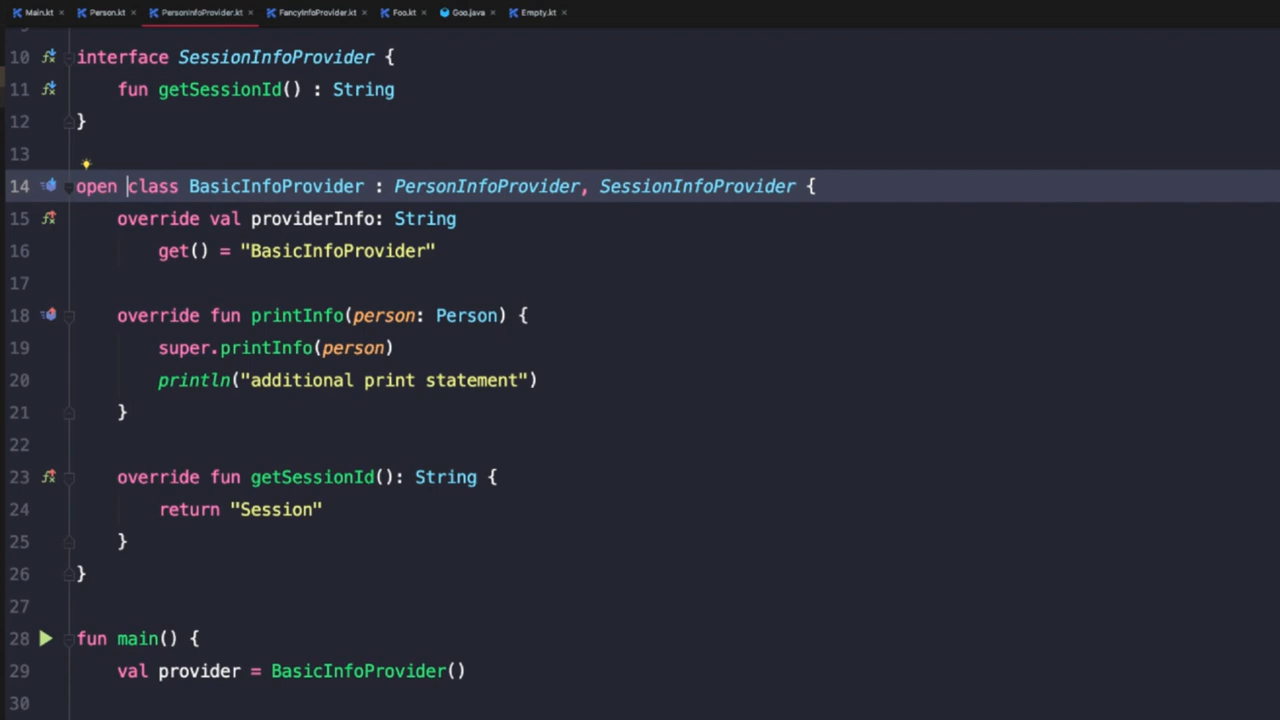 Main.kt × Person.kt × PersonInfoProvider.kt × FancyInfoProvider.kt × Foo.kt × Goo.java × Empty.kt ×
10 interface SessionInfoProvider {
11 fun getSessionId() : String
12 }
13
14 open class BasicInfoProvider : PersonInfoProvider, SessionInfoProvider {
15 override val providerInfo: String
16 get() = "BasicInfoProvider"
17
18 override fun printInfo(person: Person) {
19 super.printInfo(person)
20 println("additional print statement")
21 }
22
23 override fun getSessionId(): String {
24 return "Session"
25 }
26 }
27
28 fun main() {
29 val provider = BasicInfoProvider()
30